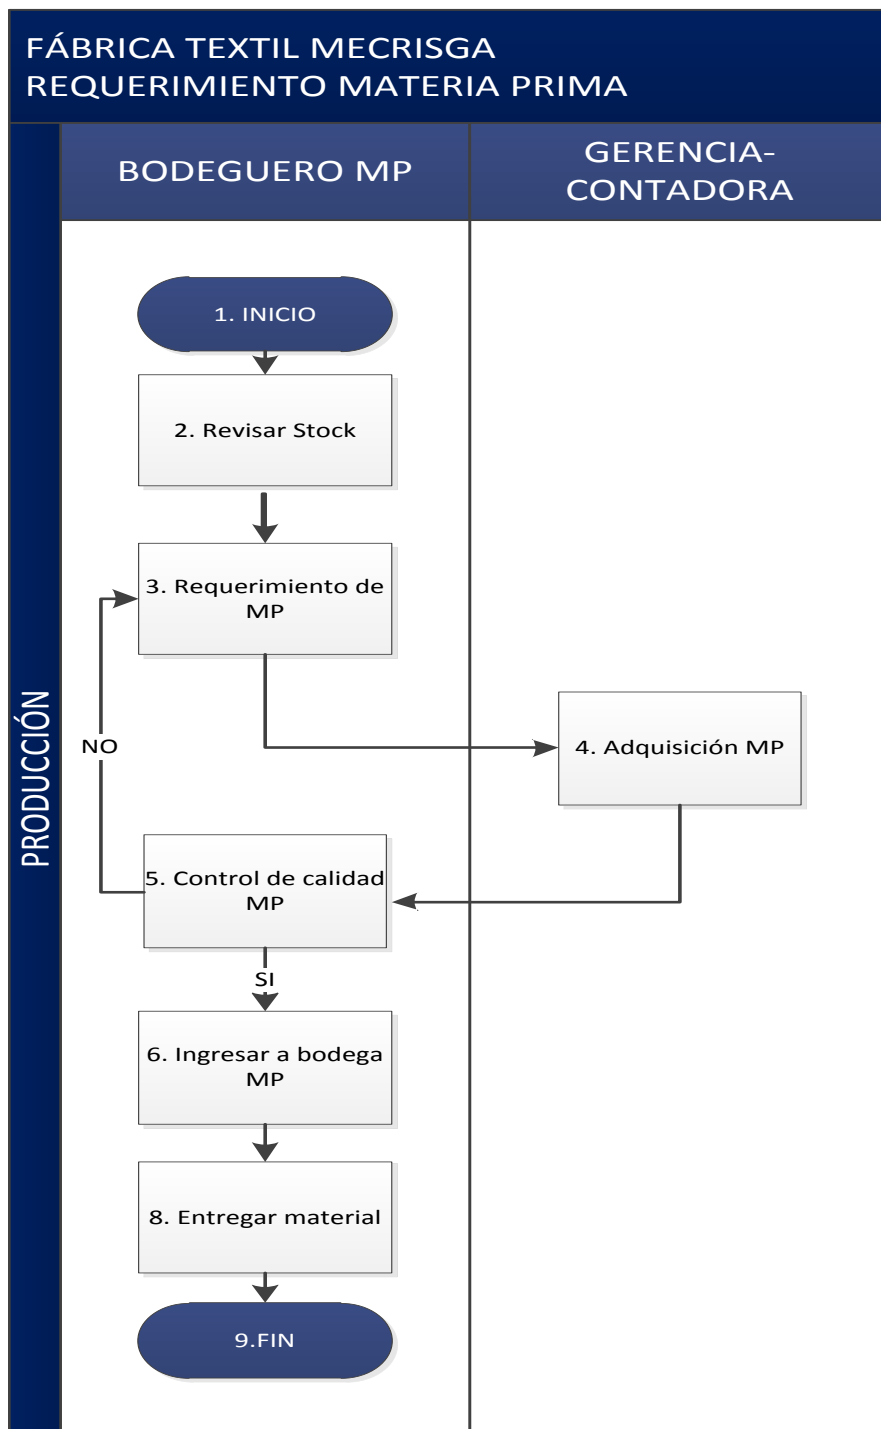 FÁBRICA TEXTIL MECRISGA
REQUERIMIENTO MATERIA PRIMA
BODEGUERO MP
GERENCIA-
CONTADORA
PRODUCCIÓN
1. INICIO
2. Revisar Stock
3. Requerimiento de
MP
NO
4. Adquisición MP
5. Control de calidad
MP
SI
6. Ingresar a bodega
MP
8. Entregar material
9.FIN